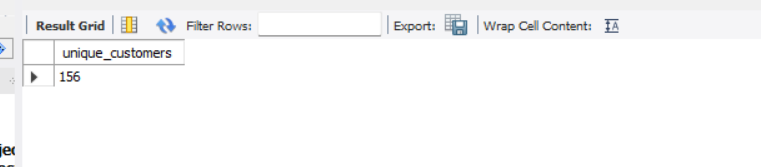 Result Grid Filter Rows: Export: Wrap Cell Content:
unique_customers
156